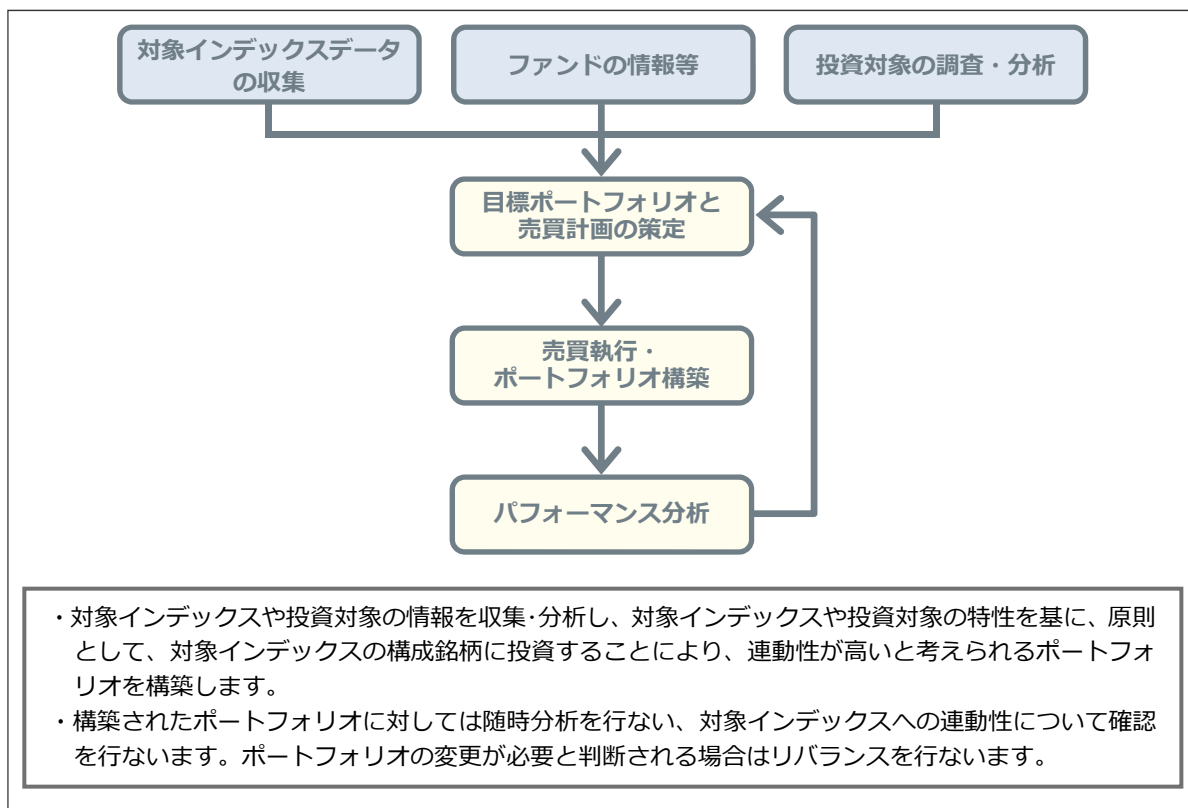 対象インデックスデータ
の収集
ファンドの情報等
投資対象の調査・分析
目標ポートフォリオと
売買計画の策定
売買執行・
ポートフォリオ構築
パフォーマンス分析
・対象インデックスや投資対象の情報を収集･分析し、対象インデックスや投資対象の特性を基に、原則
として、対象インデックスの構成銘柄に投資することにより、連動性が高いと考えられるポートフォ
リオを構築します。
・構築されたポートフォリオに対しては随時分析を行ない、対象インデックスへの連動性について確認
を行ないます。ポートフォリオの変更が必要と判断される場合はリバランスを行ないます。